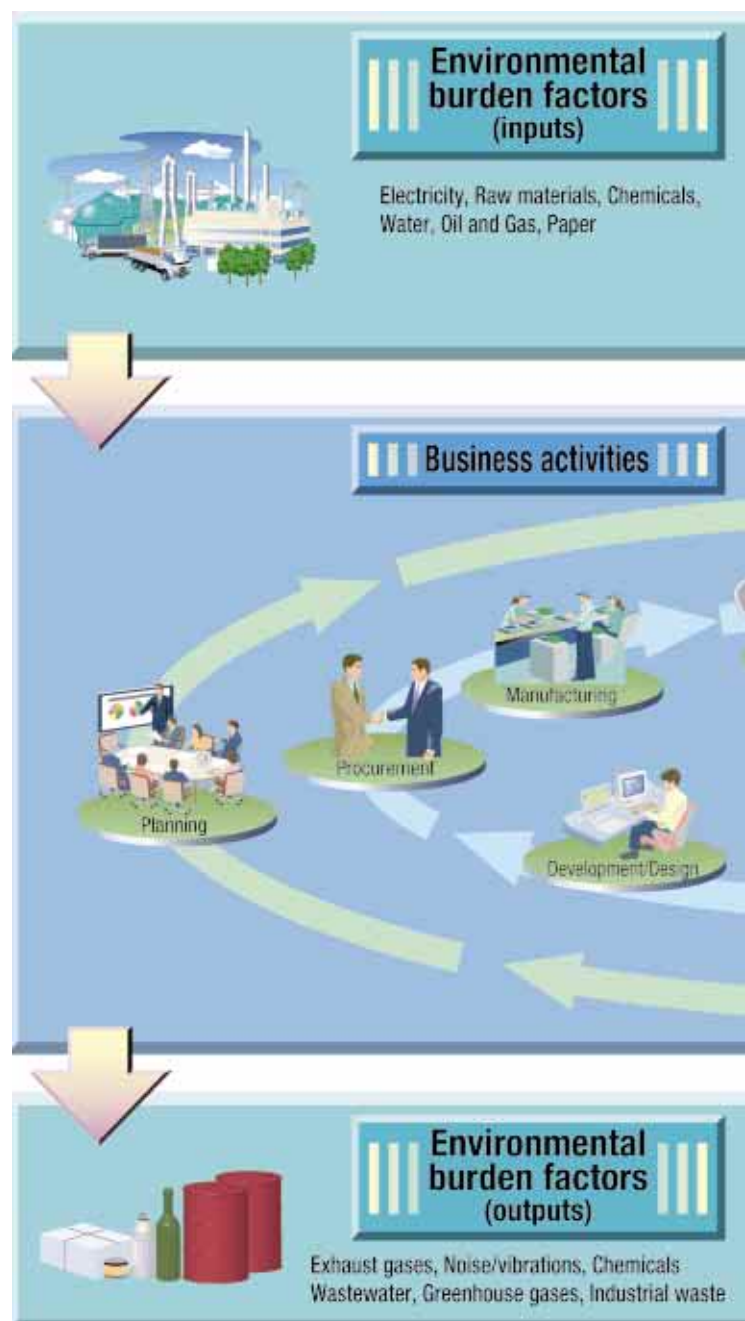 Environmental
burden factors
(inputs)
Electricity, Raw materials, Chemicals,
Water, Oil and Gas, Paper
Business activities
Manufacturing
Procurement
Planning
Development/Design
Environmental
burden factors
(outputs)
Exhaust gases, Noise/vibrations, Chemicals
Wastewater, Greenhouse gases, Industrial waste